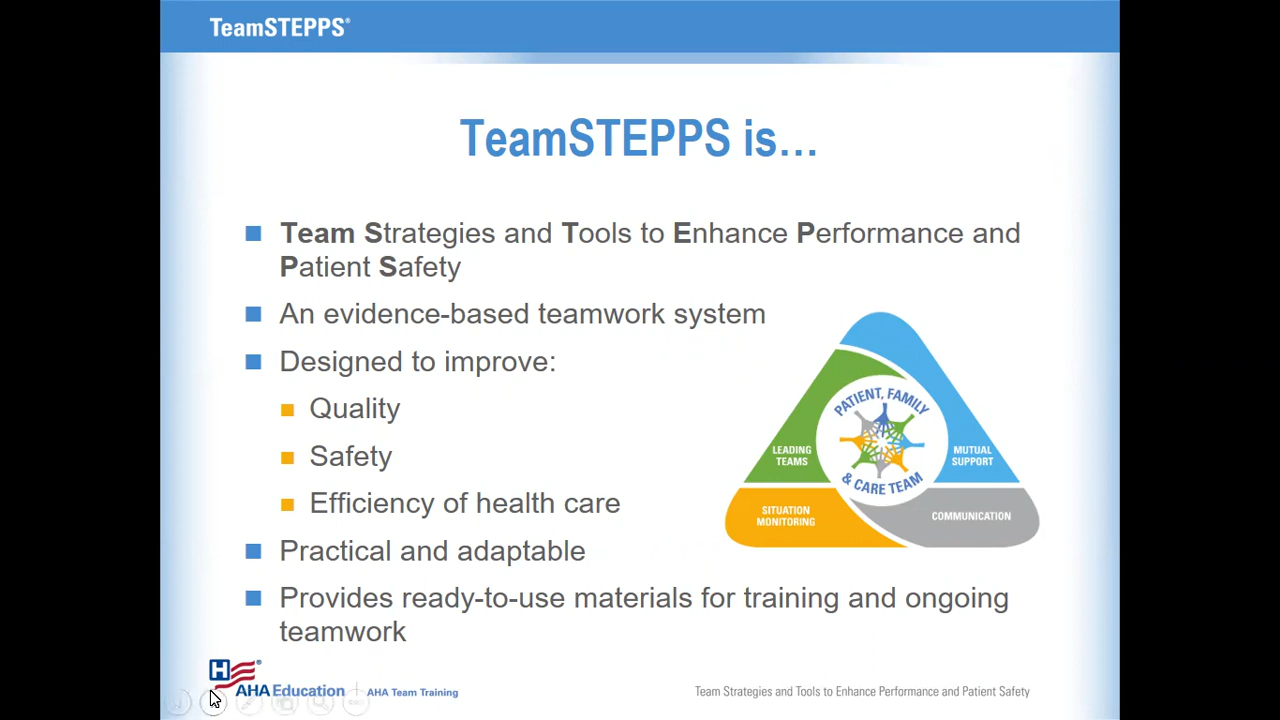 TeamSTEPPS®
TeamSTEPPS is…
Team Strategies and Tools to Enhance Performance and
Patient Safety
An evidence-based teamwork system
Designed to improve:
Quality
Safety
Efficiency of health care
Practical and adaptable
Provides ready-to-use materials for training and ongoing
teamwork
PATIENT, FAMILY
& CARE TEAM
LEADING
TEAMS
MUTUAL
SUPPORT
SITUATION
MONITORING
COMMUNICATION
H®
AHA Education
AHA Team Training
Team Strategies and Tools to Enhance Performance and Patient Safety